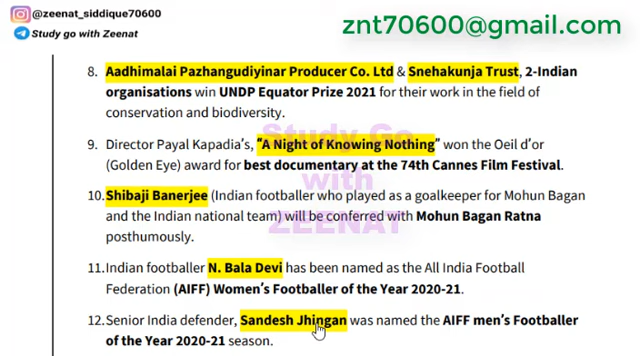 @zeenat_siddique70600
Study go with Zeenat
znt70600@gmail.com
8. Aadhimalai Pazhangudiyinar Producer Co. Ltd & Snehakunja Trust, 2-Indian
organisations win UNDP Equator Prize 2021 for their work in the field of
conservation and biodiversity.
9. Director Payal Kapadia's, "A Night of Knowing Nothing" won the Oeil d'or
(Golden Eye) award for best documentary at the 74th Cannes Film Festival.
10. Shibaji Banerjee (Indian footballer who played as a goalkeeper for Mohun Bagan
and the Indian national team) will be conferred with Mohun Bagan Ratna
posthumously.
11. Indian footballer N. Bala Devi has been named as the All India Football
Federation (AIFF) Women's Footballer of the Year 2020-21.
12. Senior India defender, Sandesh Jhingan was named the AIFF men's Footballer
of the Year 2020-21 season.
Study Go
with
ZEENAT